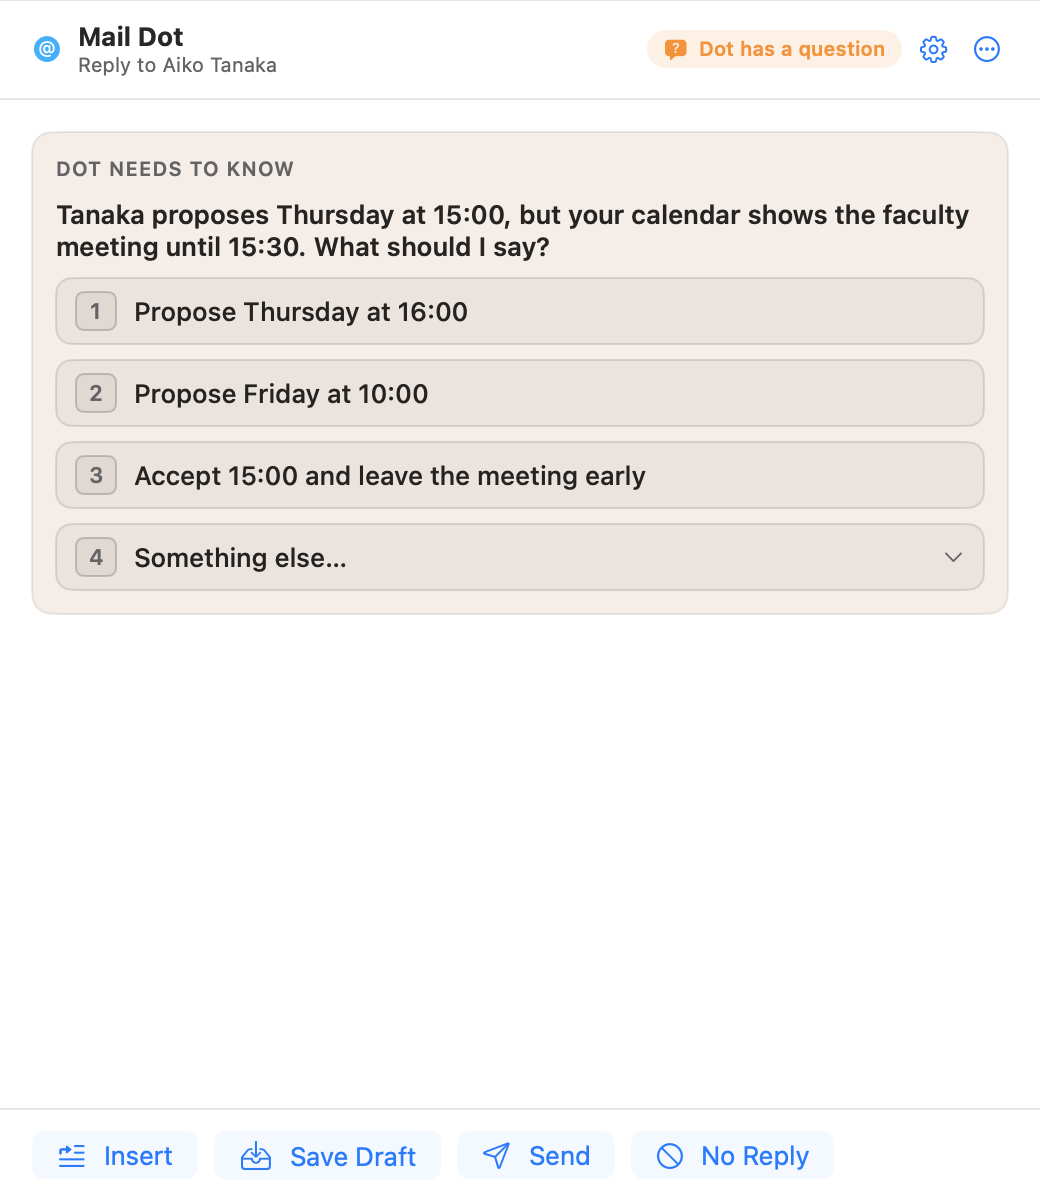 Mail Dot
Reply to Aiko Tanaka
Dot has a question
DOT NEEDS TO KNOW
Tanaka proposes Thursday at 15:00, but your calendar shows the faculty
meeting until 15:30. What should I say?
1 Propose Thursday at 16:00
2 Propose Friday at 10:00
3 Accept 15:00 and leave the meeting early
4 Something else...
Insert
Save Draft
Send
No Reply